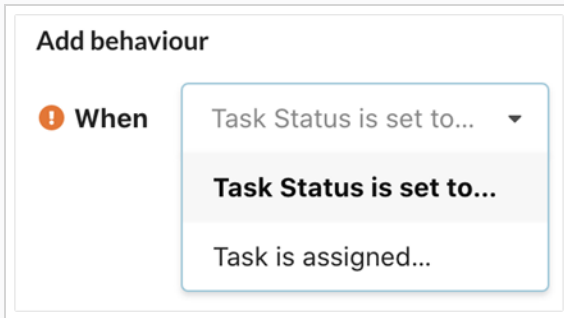 Add behaviour
When
Task Status is set to...
Task Status is set to...
Task is assigned...